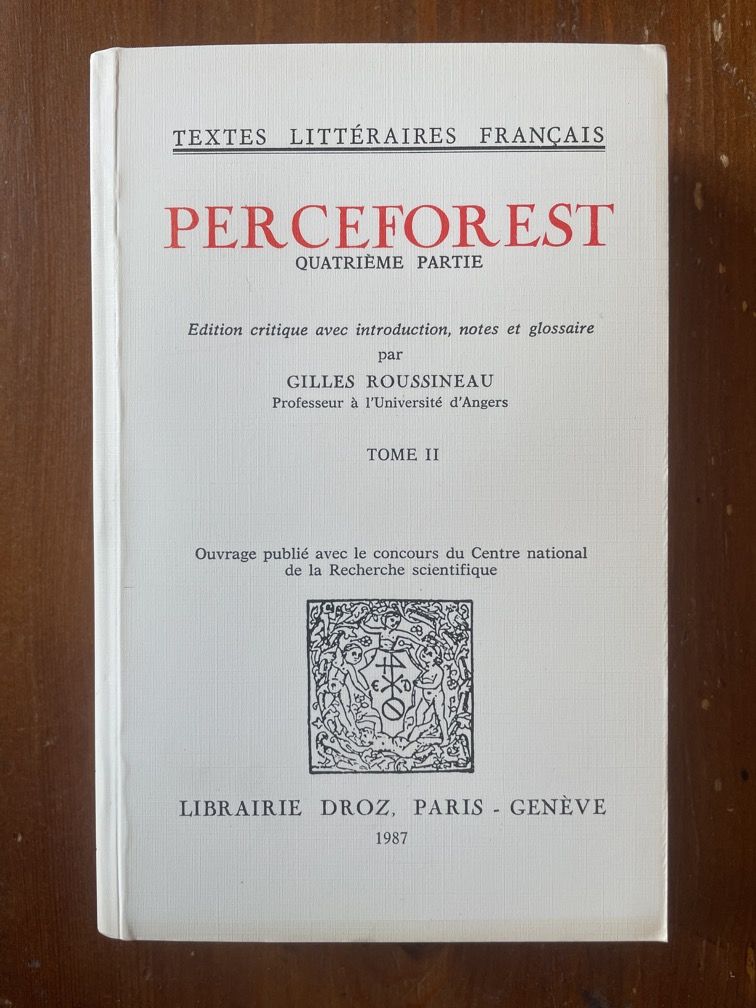 TEXTES LITTÉRAIRES FRANÇAIS
PERCEFOREST
QUATRIÈME PARTIE
Edition critique avec introduction, notes et glossaire
par
GILLES ROUSSINEAU
Professeur à l'Université d'Angers
TOME II
Ouvrage publié avec le concours du Centre national
de la Recherche scientifique
E D
LIBRAIRIE DROZ, PARIS - GENÈVE
1987